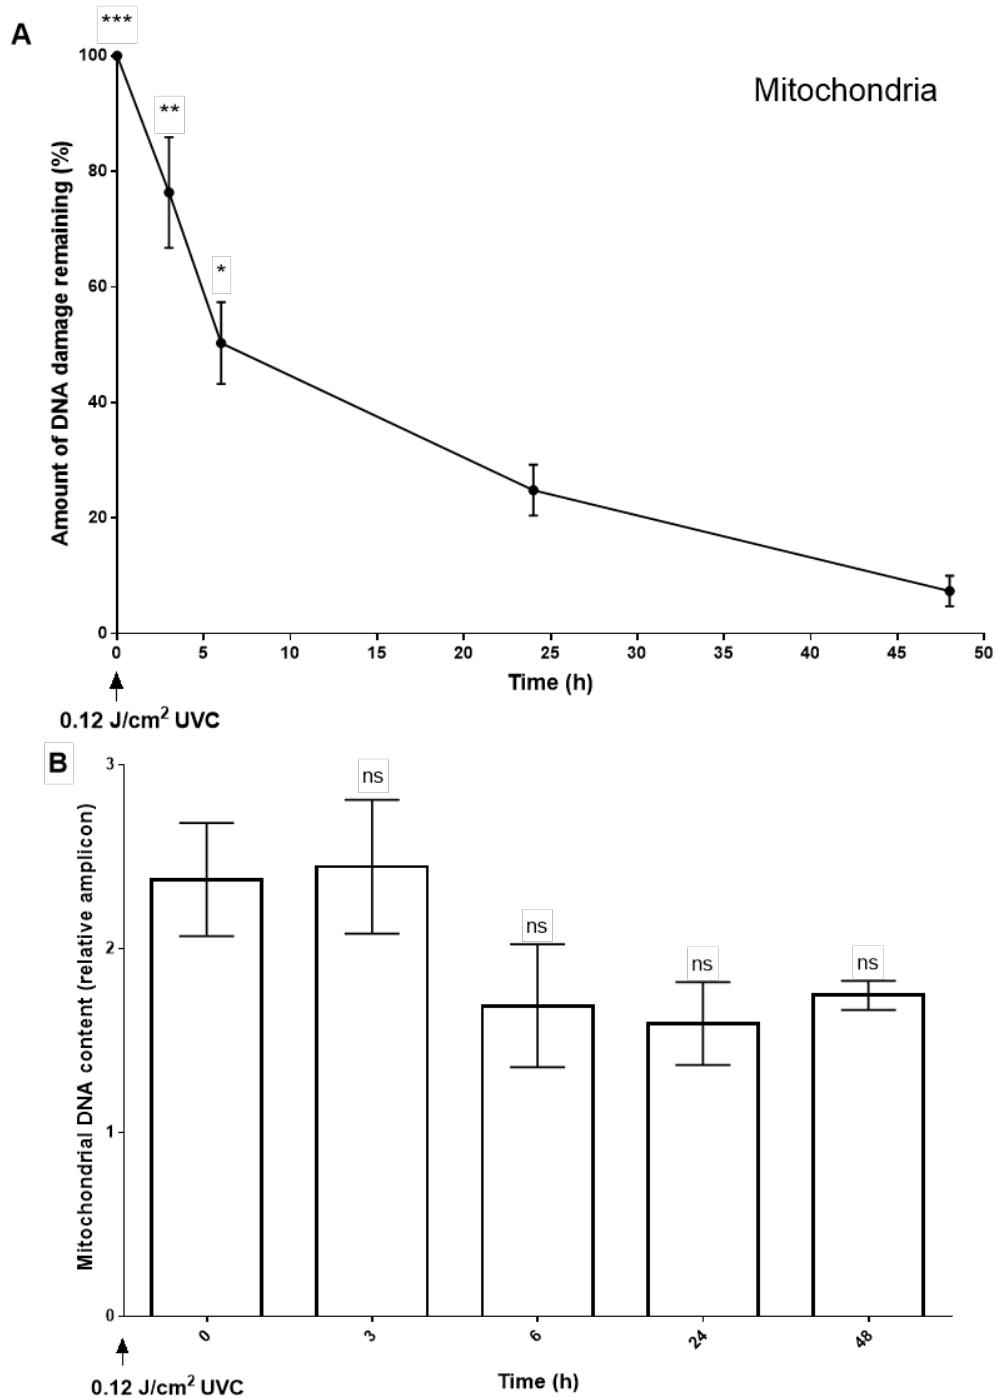 A
***
100
**
Mitochondria
80
*
60
40
20
0
Amount of DNA damage remaining (%)
0 5 10 15 20 25 30 35 40 45 50
Time (h)
0.12 J/cm² UVC
B
3
ns
ns
ns
ns
2
1
0
Mitochondrial DNA content (relative amplicon)
0 3 6 24 48
Time (h)
0.12 J/cm² UVC